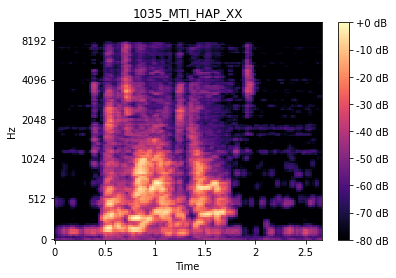 1035_MTI_HAP_XX
+0 dB
8192
-10 dB
4096
-20 dB
-30 dB
2048
-40 dB
Hz
1024
-50 dB
512
-60 dB
-70 dB
0
-80 dB
0 0.5 1 1.5 2 2.5
Time